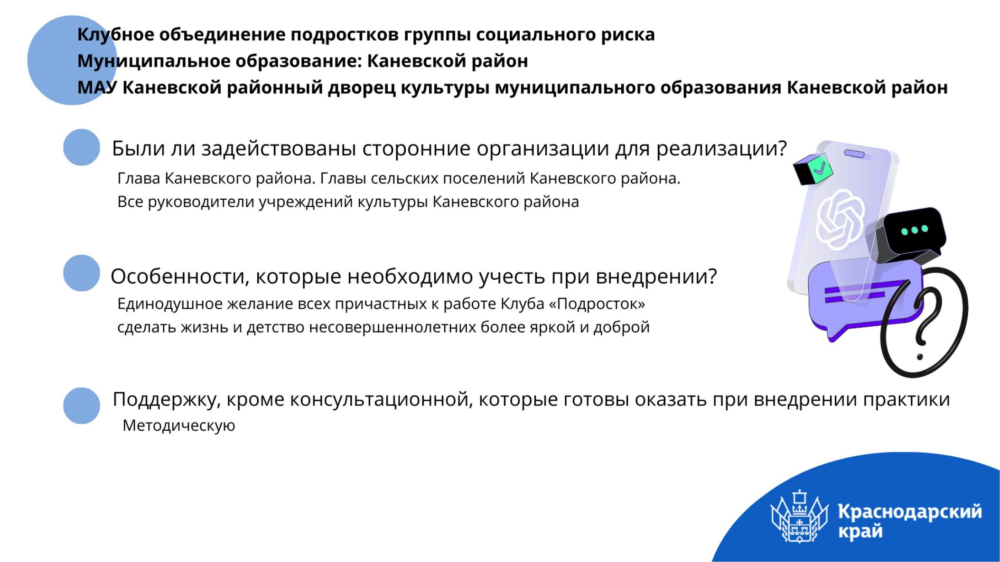 Клубное объединение подростков группы социального риска
Муниципальное образование: Каневской район
МАУ Каневской районный дворец культуры муниципального образования Каневской район
Были ли задействованы сторонние организации для реализации?
Глава Каневского района. Главы сельских поселений Каневского района.
Все руководители учреждений культуры Каневского района
Особенности, которые необходимо учесть при внедрении?
Единодушное желание всех причастных к работе Клуба «Подросток»
сделать жизнь и детство несовершеннолетних более яркой и доброй
?
Поддержку, кроме консультационной, которые готовы оказать при внедрении практики
Методическую
Краснодарский
край